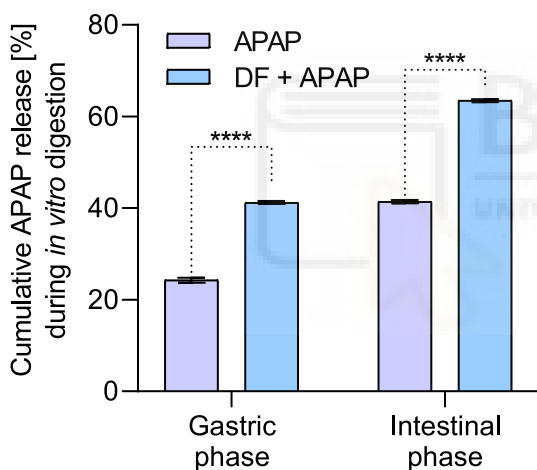 Cumulative APAP release [%]
during in vitro digestion
80
60
40
20
0
APAP
DF + APAP
****
****
Gastric
phase
Intestinal
phase